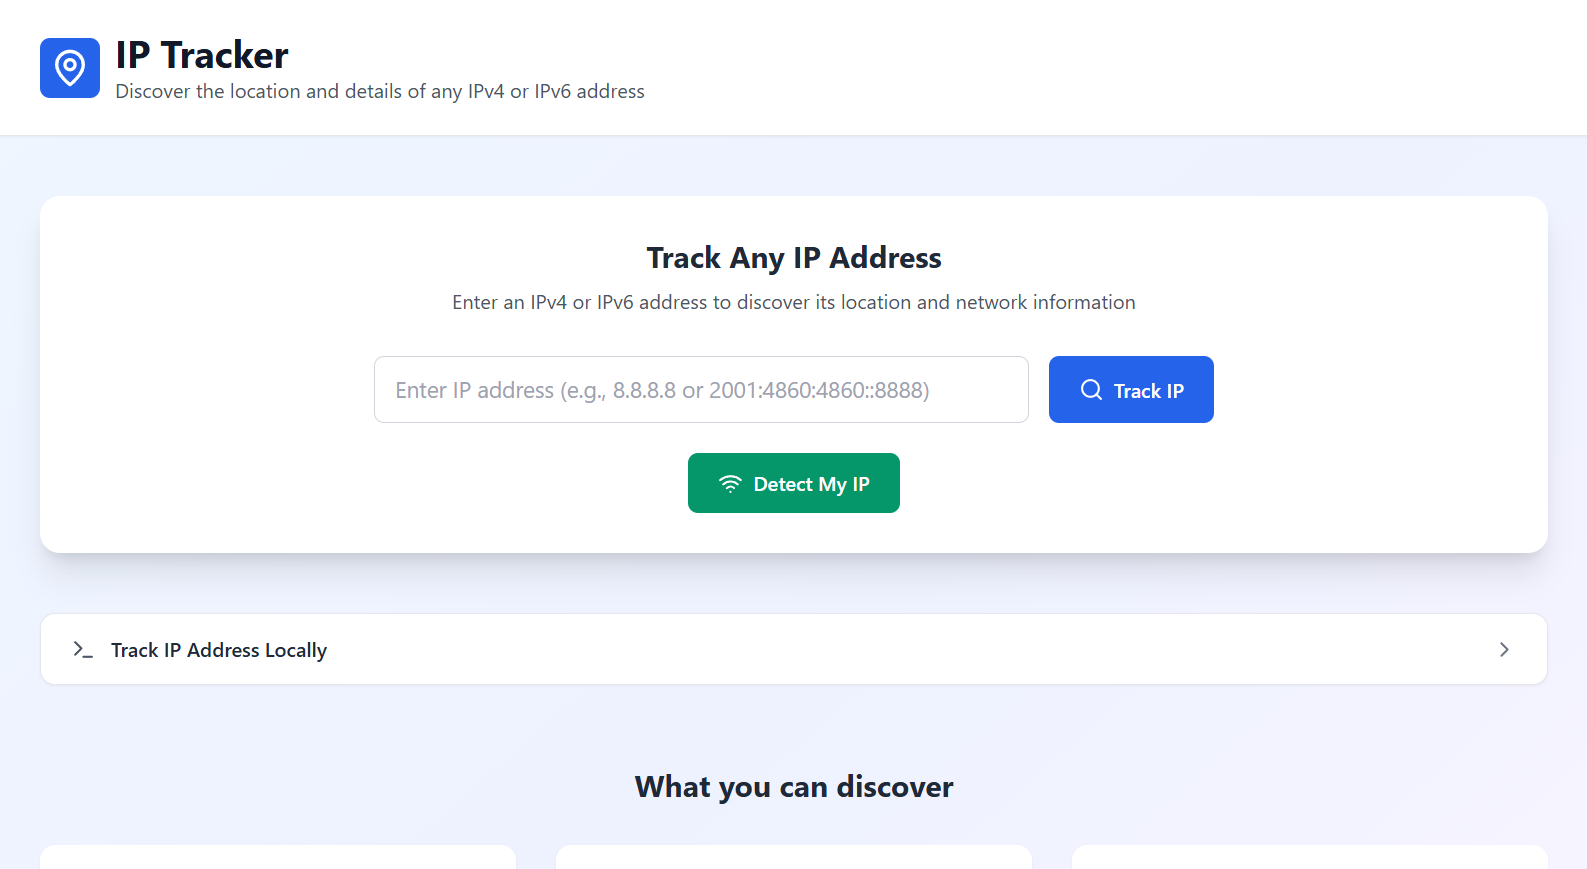 IP Tracker
Discover the location and details of any IPv4 or IPv6 address
Track Any IP Address
Enter an IPv4 or IPv6 address to discover its location and network information
Enter IP address (e.g., 8.8.8.8 or 2001:4860:4860::8888)
Track IP
Detect My IP
Track IP Address Locally
What you can discover